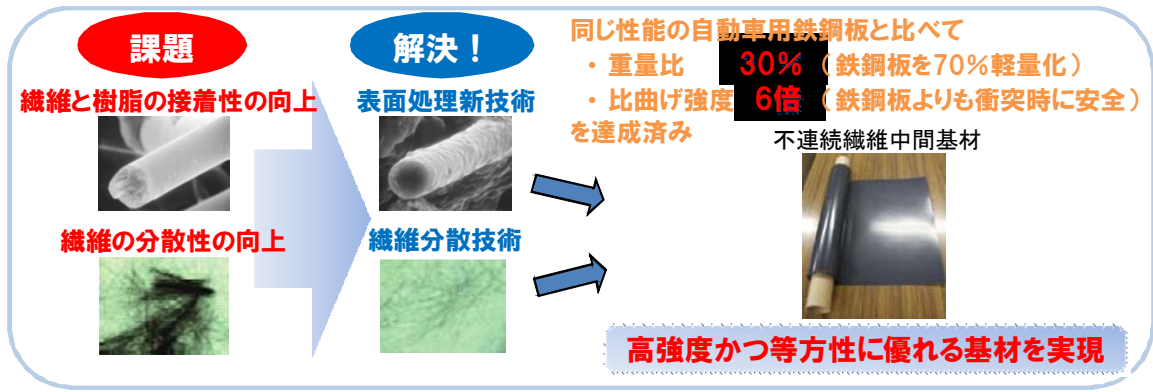 課題
繊維と樹脂の接着性の向上
繊維の分散性の向上
解決！
表面処理新技術
繊維分散技術
同じ性能の自動車用鉄鋼板と比べて
・重量比 30%（鉄鋼板を70%軽量化）
・比曲げ強度 6倍（鉄鋼板よりも衝突時に安全）
を達成済み
不連続繊維中間基材
高強度かつ等方性に優れる基材を実現